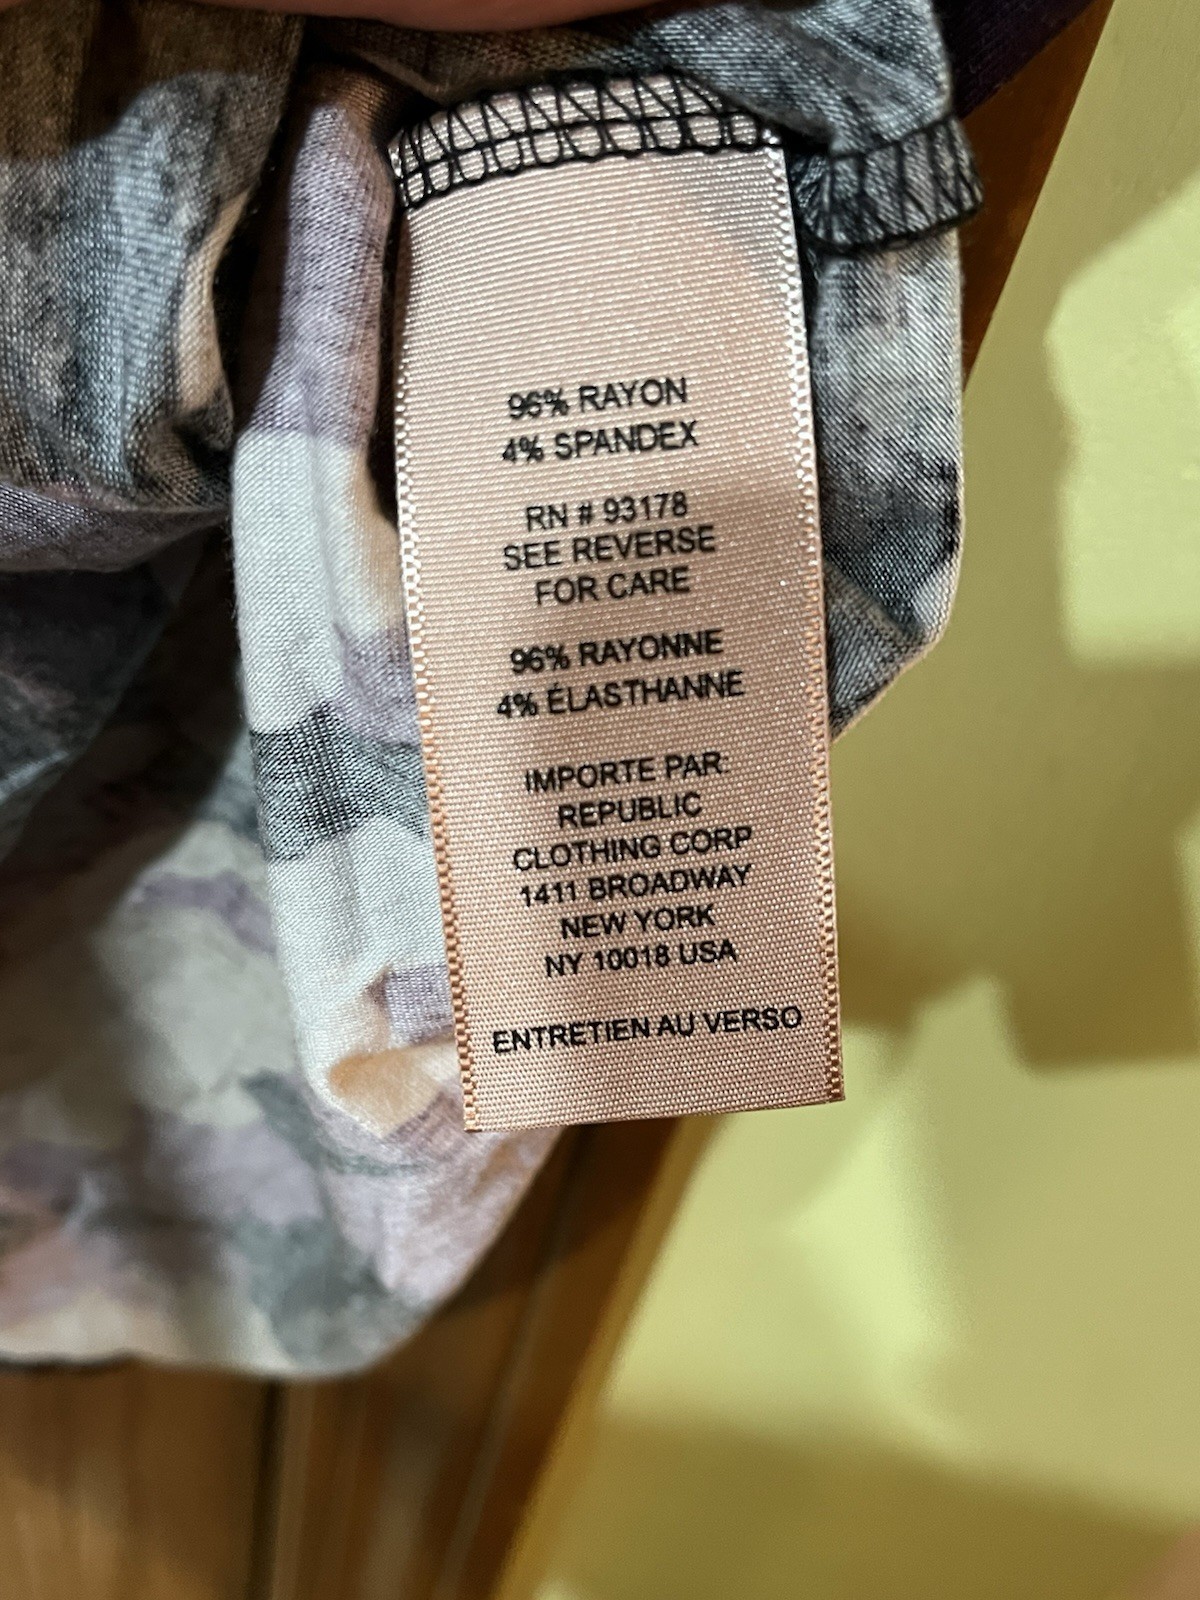 96% RAYON
4% SPANDEX
RN # 93178
SEE REVERSE
FOR CARE
96% RAYONNE
4% ÉLASTHANNE
IMPORTE PAR:
REPUBLIC
CLOTHING CORP
1411 BROADWAY
NEW YORK
NY 10018 USA
ENTRETIEN AU VERSO